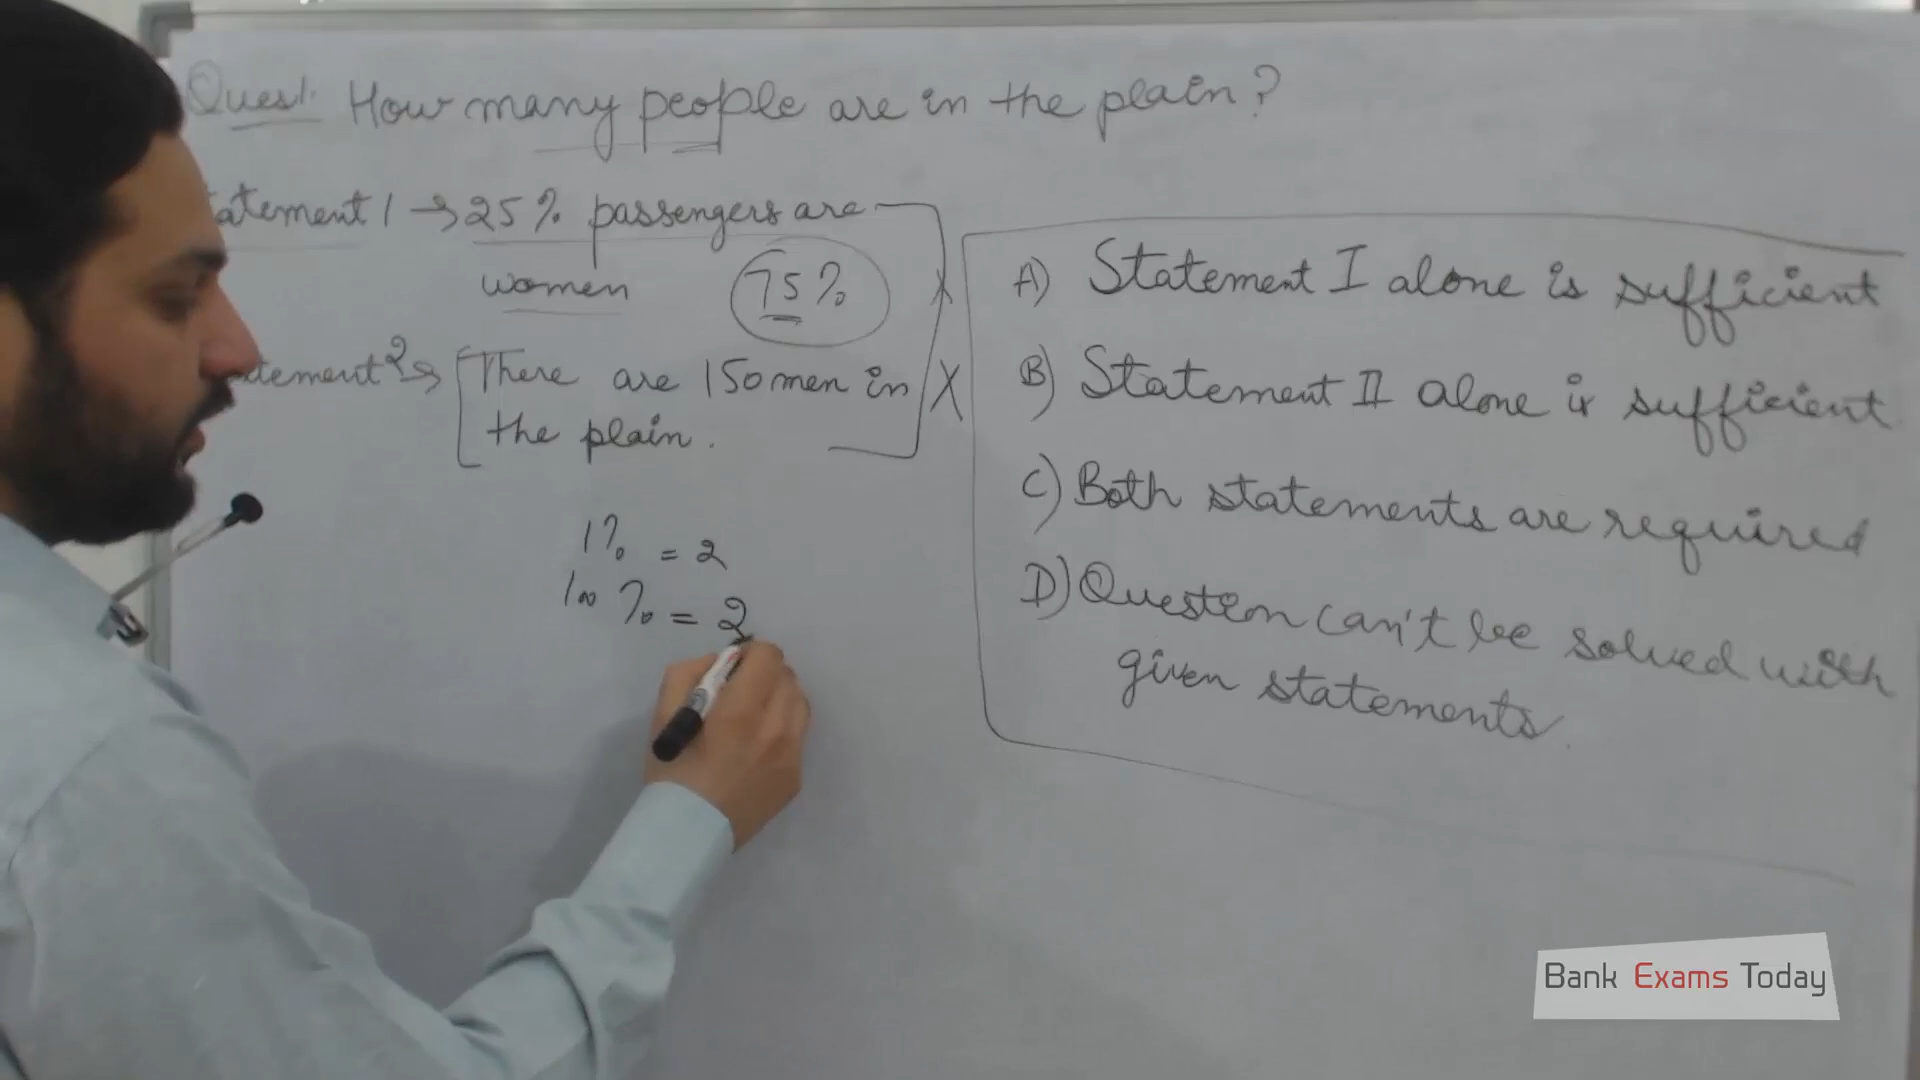 Ques1. How many people are in the plain?
atement 1 → 25% passengers are
women 75%
tement 2 → There are 150 men in
the plain.
1% = 2
100% = 2
A) Statement I alone is sufficient
B) Statement II alone is sufficient
C) Both statements are required
D) Question can't be solved with
given statements.
Bank Exams Today